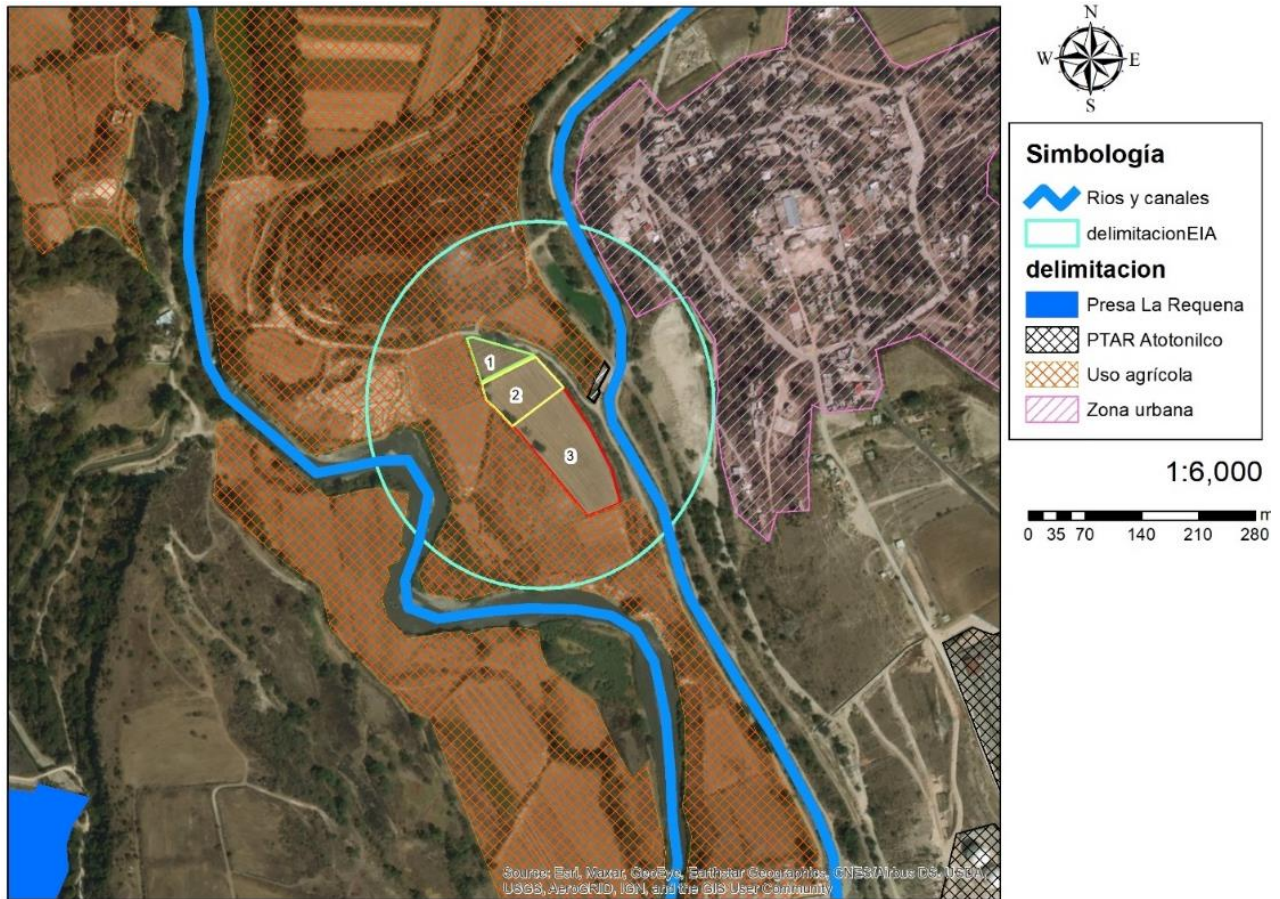 N
W E
S
Simbología
Rios y canales
delimitacionEIA
delimitacion
Presa La Requena
PTAR Atotonilco
Uso agrícola
Zona urbana
1:6,000
m
0 35 70 140 210 280
1
2
3
Source: Esri, Maxar, GeoEye, Earthstar Geographics, CNES/Airbus DS, USDA,
USGS, AeroGRID, IGN, and the GIS User Community